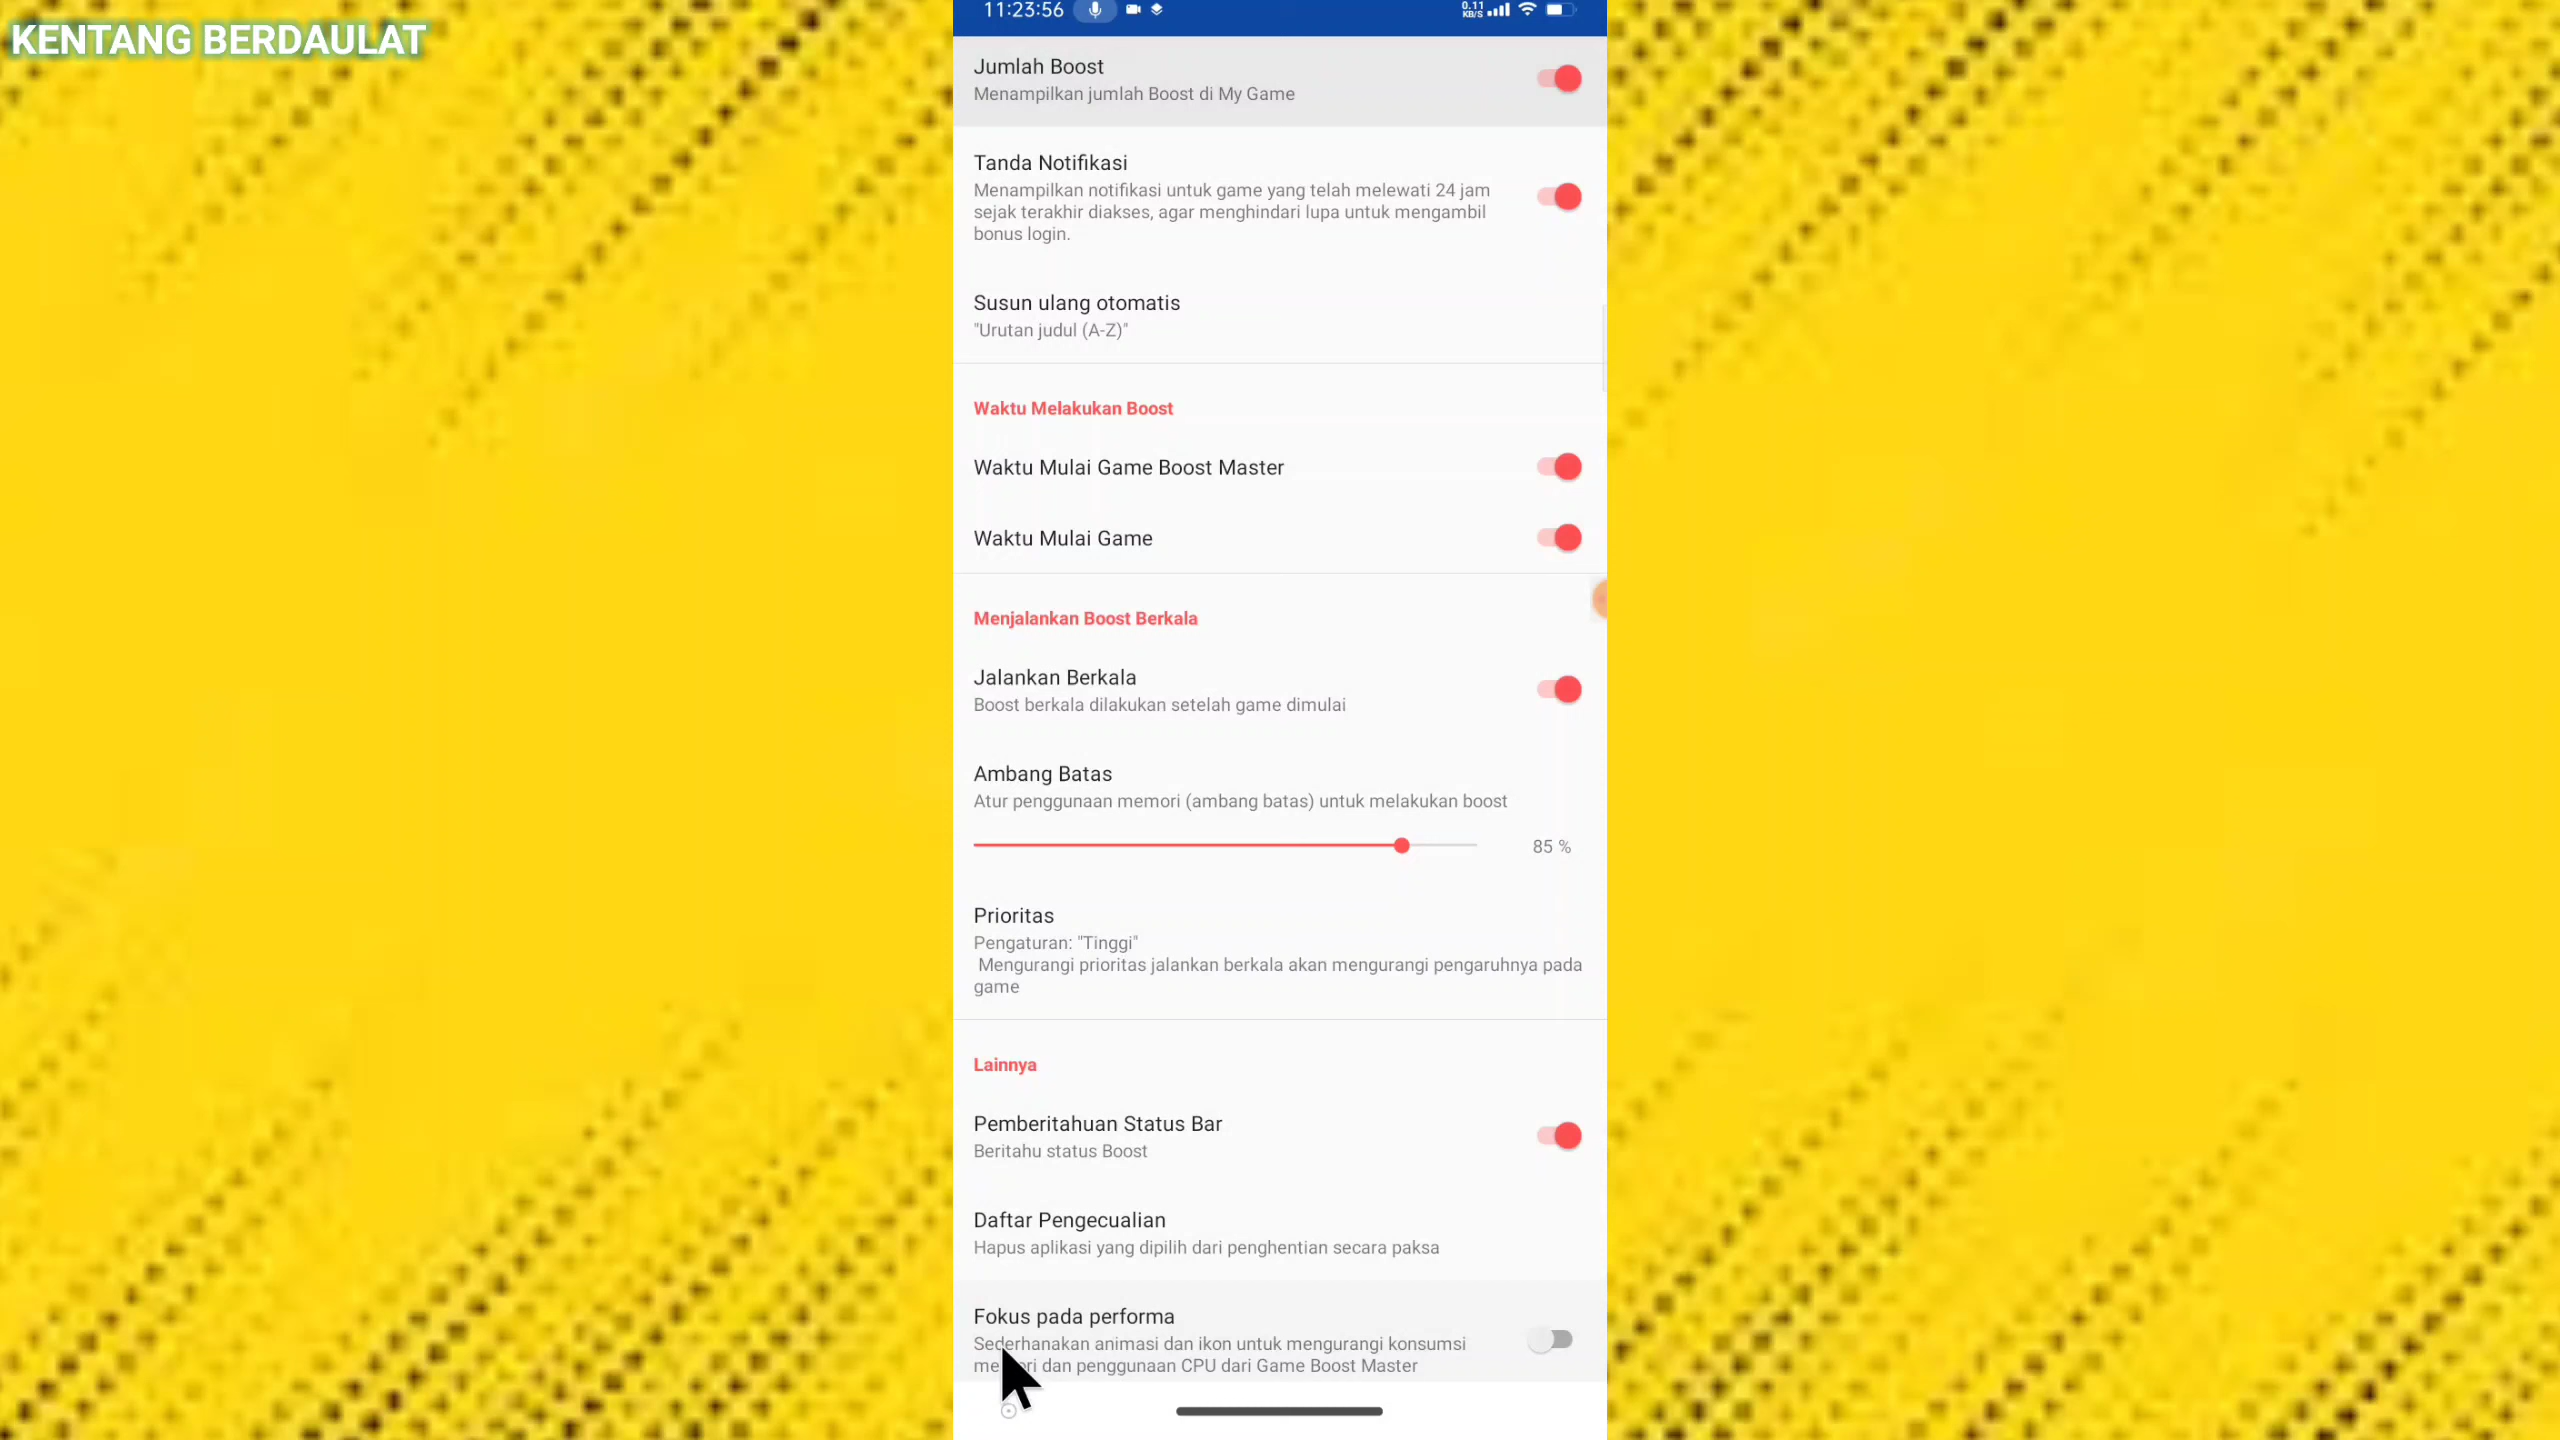 KENTANG BERDAULAT
11:23:56
0.11
KB/S
Jumlah Boost
Menampilkan jumlah Boost di My Game
Tanda Notifikasi
Menampilkan notifikasi untuk game yang telah melewati 24 jam
sejak terakhir diakses, agar menghindari lupa untuk mengambil
bonus login.
Susun ulang otomatis
"Urutan judul (A-Z)"
Waktu Melakukan Boost
Waktu Mulai Game Boost Master
Waktu Mulai Game
Menjalankan Boost Berkala
Jalankan Berkala
Boost berkala dilakukan setelah game dimulai
Ambang Batas
Atur penggunaan memori (ambang batas) untuk melakukan boost
85 %
Prioritas
Pengaturan: "Tinggi"
Mengurangi prioritas jalankan berkala akan mengurangi pengaruhnya pada
game
Lainnya
Pemberitahuan Status Bar
Beritahu status Boost
Daftar Pengecualian
Hapus aplikasi yang dipilih dari penghentian secara paksa
Fokus pada performa
Sederhanakan animasi dan ikon untuk mengurangi konsumsi
dan penggunaan CPU dari Game Boost Master